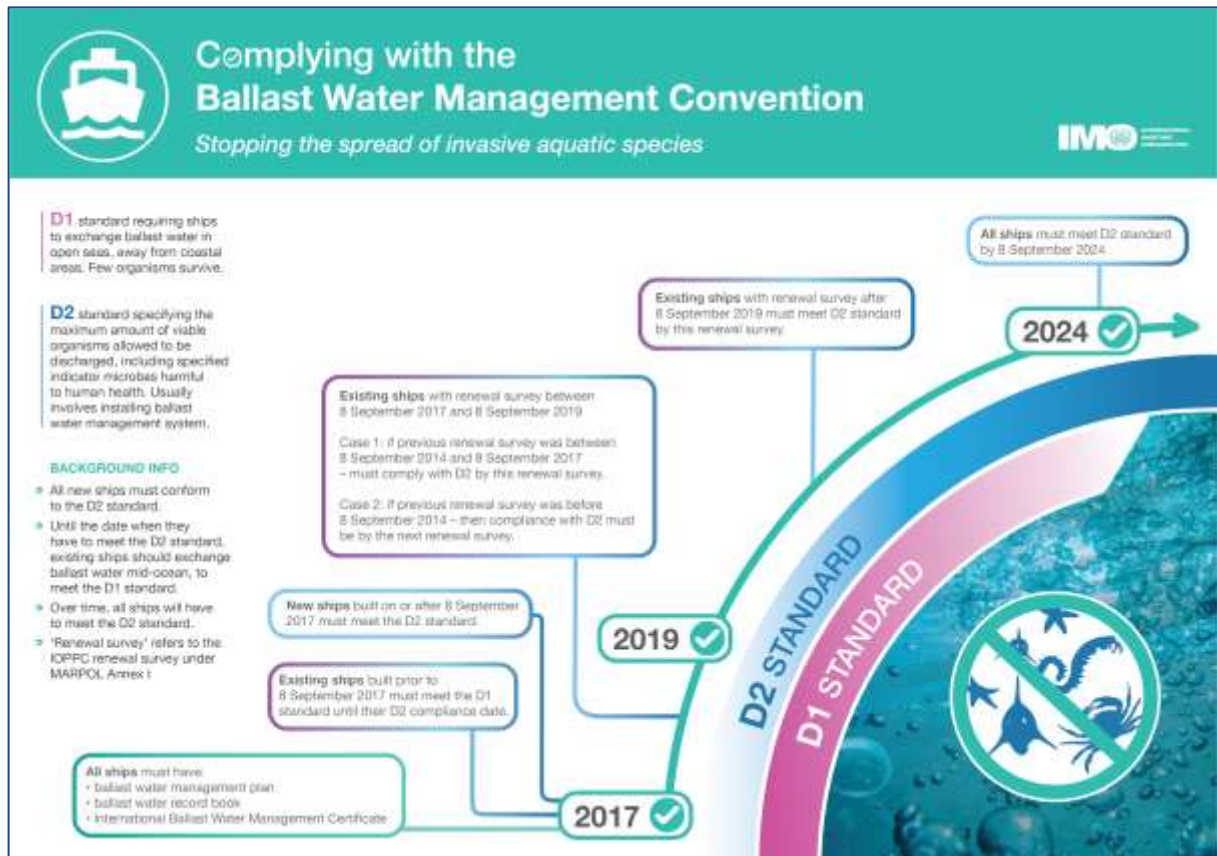 Complying with the
Ballast Water Management Convention
Stopping the spread of invasive aquatic species
IMO
D1 standard requiring ships
to exchange ballast water in
open seas, away from coastal
areas. Few organisms survive.
D2 standard specifying the
maximum amount of viable
organisms allowed to be
discharged, including specified
indicator microbes harmful
to human health. Usually
involves installing ballast
water management system.
BACKGROUND INFO
All new ships must conform
to the D2 standard.
Until the date when they
have to meet the D2 standard,
existing ships should exchange
ballast water mid-ocean, to
meet the D1 standard.
Over time, all ships will have
to meet the D2 standard.
'Renewal survey' refers to the
IOPPC renewal survey under
MARPOL Annex I
All ships must meet D2 standard
by 8 September 2024
Existing ships with renewal survey after
8 September 2019 must meet D2 standard
by this renewal survey.
2024
Existing ships with renewal survey between
8 September 2017 and 8 September 2019
Case 1: if previous renewal survey was between
8 September 2014 and 8 September 2017
– must comply with D2 by this renewal survey.
Case 2: if previous renewal survey was before
8 September 2014 – then compliance with D2 must
be by the next renewal survey.
New ships built on or after 8 September
2017 must meet the D2 standard.
2019
Existing ships built prior to
8 September 2017 must meet the D1
standard until their D2 compliance date.
All ships must have:
• ballast water management plan
• ballast water record book
• International Ballast Water Management Certificate
2017
D2 STANDARD
D1 STANDARD